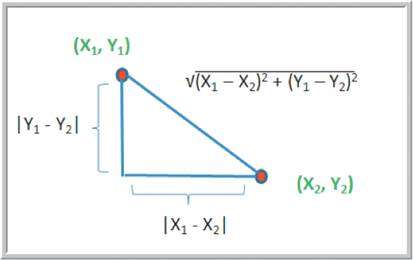 (X₁, Y₁)
√(X₁ – X₂)² + (Y₁ – Y₂)²
|Y₁ - Y₂|
(X₂, Y₂)
|X₁ - X₂|